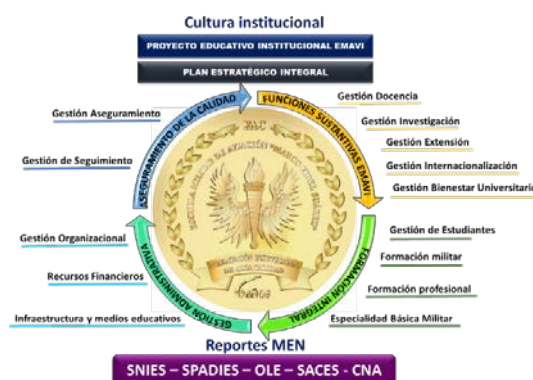 Cultura institucional
PROYECTO EDUCATIVO INSTITUCIONAL EMAVI
PLAN ESTRATÉGICO INTEGRAL
ASEGURAMIENTO DE LA CALIDAD
FUNCIONES SUSTANTIVAS EMAVI
Gestión Docencia
Gestión Aseguramiento
Gestión Investigación
Gestión Extensión
Gestión de Seguimiento
Gestión Internacionalización
Gestión Bienestar Universitario
FAC
Gestión de Estudiantes
Gestión Organizacional
Formación militar
Recursos Financieros
Formación profesional
Infraestructura y medios educativos
Especialidad Básica Militar
GESTIÓN ADMINISTRATIVA
FORMACIÓN INTEGRAL
Reportes MEN
SNIES – SPADIES – OLE – SACES - CNA